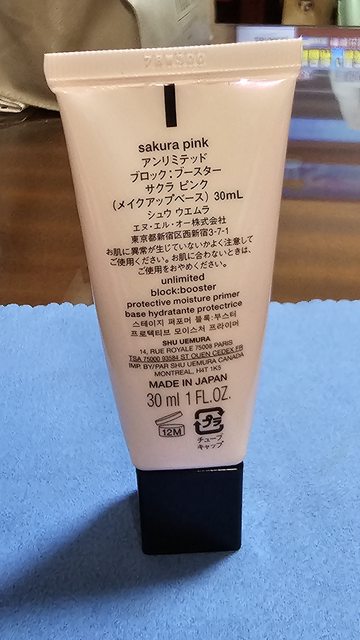 sakura pink
アンリミテッド
ブロック:ブースター
サクラ ピンク
(メイクアップベース) 30mL
シュウ ウエムラ
エヌ・エル・オー株式会社
東京都新宿区西新宿3-7-1
お肌に異常が生じていないかよく注意して
ご使用ください。お肌に合わないときは、
ご使用をおやめください。
unlimited
block:booster
protective moisture primer
base hydratante protectrice
스테이지 퍼포머 블록:부스터
프로텍티브 모이스처 프라이머
SHU UEMURA
14, RUE ROYALE 75008 PARIS
TSA 75000 93584 ST OUEN CEDEX FR
IMP. BY/PAR SHU UEMURA CANADA
MONTREAL, H4T 1K5
MADE IN JAPAN
30 ml 1 FL.OZ.
12M
プラ
チューブ
キャップ